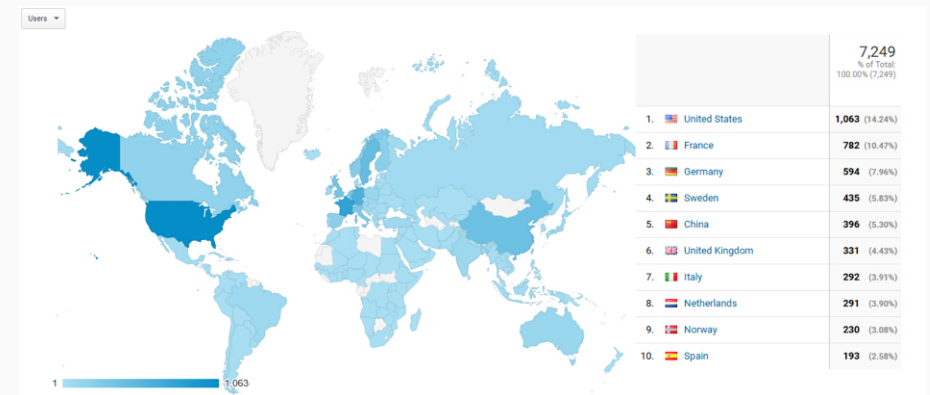 Users
7,249
% of Total:
100.00% (7,249)
1. United States 1,063 (14.24%)
2. France 782 (10.47%)
3. Germany 594 (7.96%)
4. Sweden 435 (5.83%)
5. China 396 (5.30%)
6. United Kingdom 331 (4.43%)
7. Italy 292 (3.91%)
8. Netherlands 291 (3.90%)
9. Norway 230 (3.08%)
10. Spain 193 (2.58%)
1 1,063